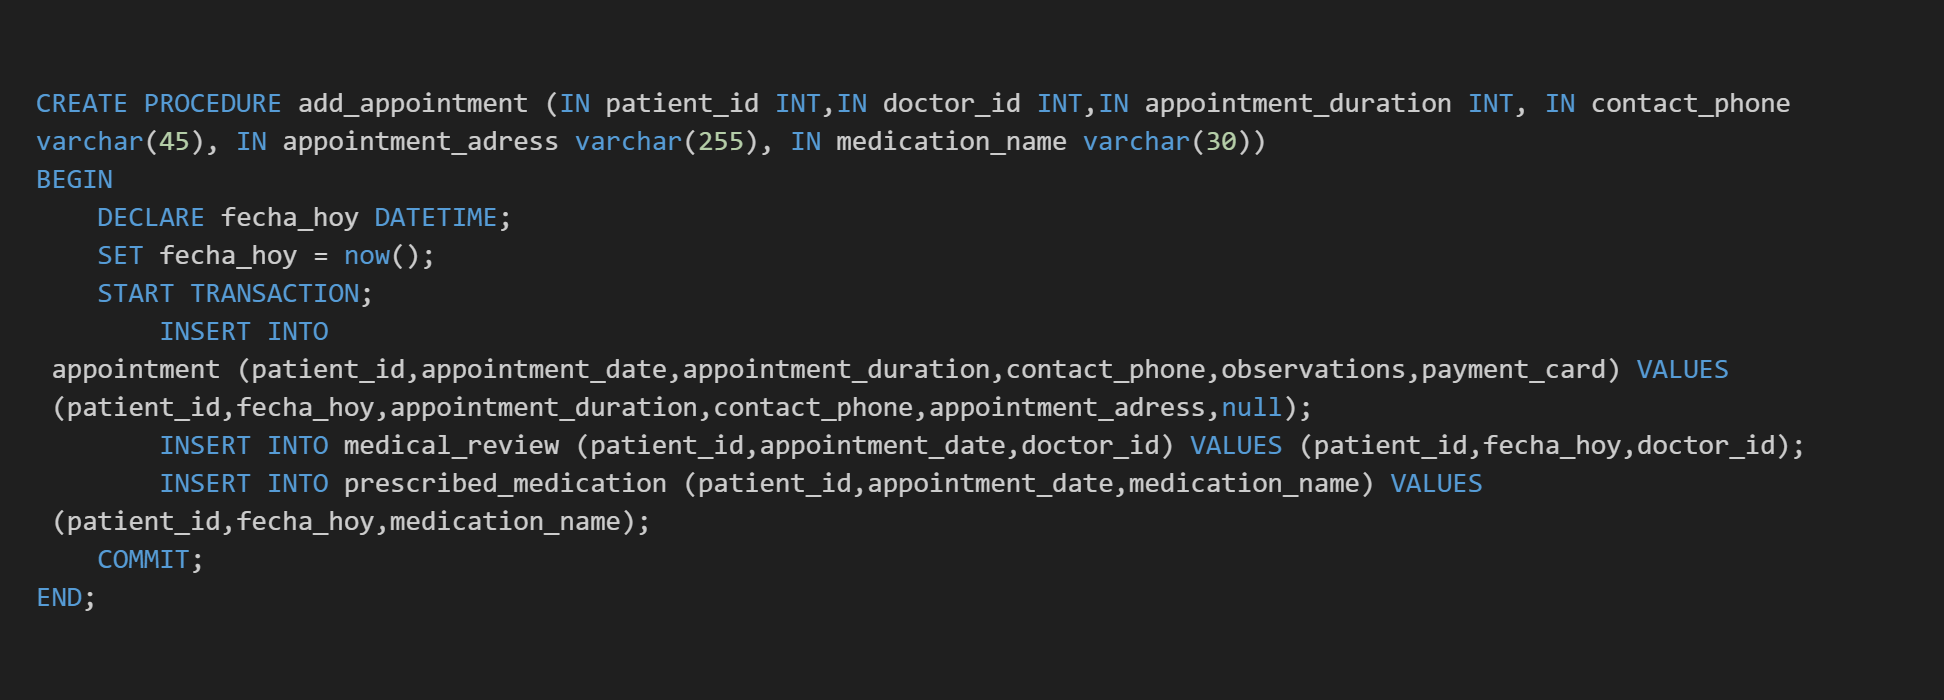 CREATE PROCEDURE add_appointment (IN patient_id INT,IN doctor_id INT,IN appointment_duration INT, IN contact_phone
varchar(45), IN appointment_adress varchar(255), IN medication_name varchar(30))
BEGIN
    DECLARE fecha_hoy DATETIME;
    SET fecha_hoy = now();
    START TRANSACTION;
        INSERT INTO
 appointment (patient_id,appointment_date,appointment_duration,contact_phone,observations,payment_card) VALUES
 (patient_id,fecha_hoy,appointment_duration,contact_phone,appointment_adress,null);
        INSERT INTO medical_review (patient_id,appointment_date,doctor_id) VALUES (patient_id,fecha_hoy,doctor_id);
        INSERT INTO prescribed_medication (patient_id,appointment_date,medication_name) VALUES
 (patient_id,fecha_hoy,medication_name);
    COMMIT;
END;